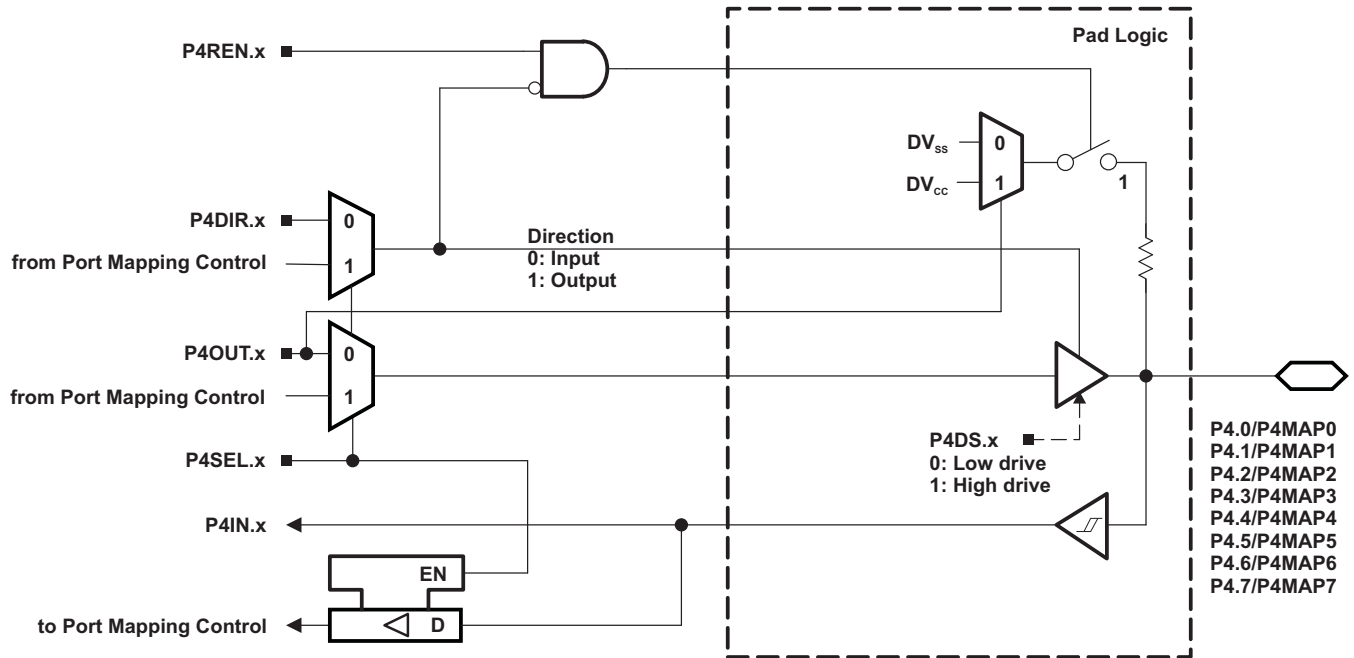 Pad Logic
P4REN.x
DVss
0
DVcc
1
1
P4DIR.x
0
from Port Mapping Control
1
Direction
0: Input
1: Output
P4OUT.x
0
from Port Mapping Control
1
P4SEL.x
P4DS.x
0: Low drive
1: High drive
P4.0/P4MAP0
P4.1/P4MAP1
P4.2/P4MAP2
P4.3/P4MAP3
P4.4/P4MAP4
P4.5/P4MAP5
P4.6/P4MAP6
P4.7/P4MAP7
P4IN.x
EN
to Port Mapping Control
D